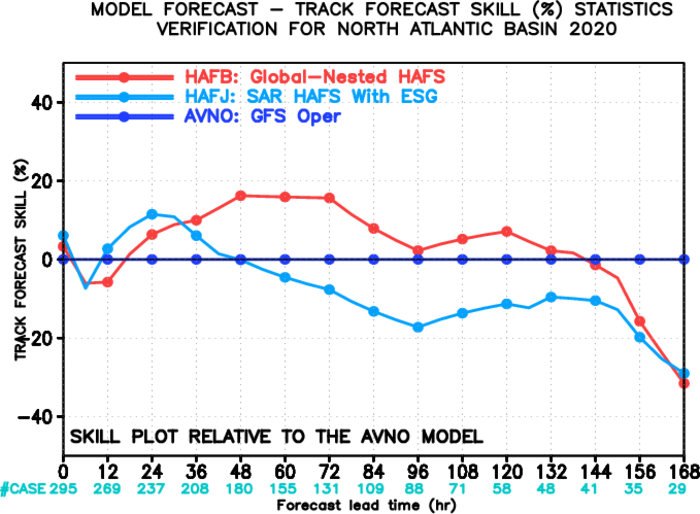 MODEL FORECAST – TRACK FORECAST SKILL (%) STATISTICS
VERIFICATION FOR NORTH ATLANTIC BASIN 2020
HAFB: Global–Nested HAFS
HAFJ: SAR HAFS With ESG
AVNO: GFS Oper
TRACK FORECAST SKILL (%)
40
20
0
−20
−40
SKILL PLOT RELATIVE TO THE AVNO MODEL
0 12 24 36 48 60 72 84 96 108 120 132 144 156 168
#CASE 295 269 237 208 180 155 131 109 88 71 58 48 41 35 29
Forecast lead time (hr)